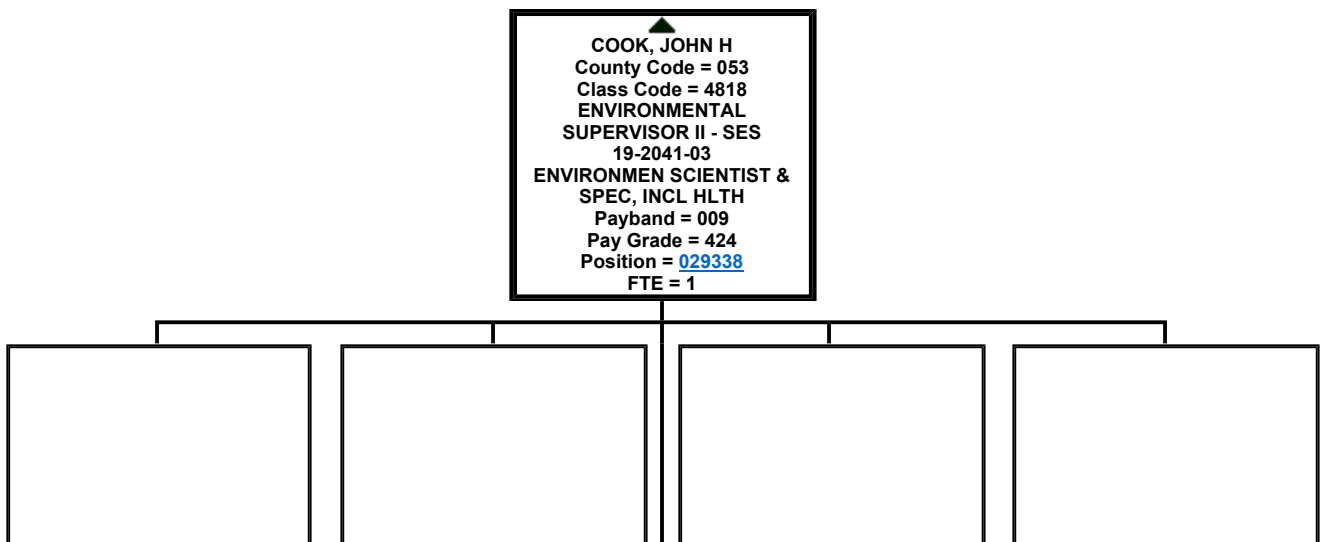 COOK, JOHN H
County Code = 053
Class Code = 4818
ENVIRONMENTAL
SUPERVISOR II - SES
19-2041-03
ENVIRONMEN SCIENTIST &
SPEC, INCL HLTH
Payband = 009
Pay Grade = 424
Position = 029338
FTE = 1